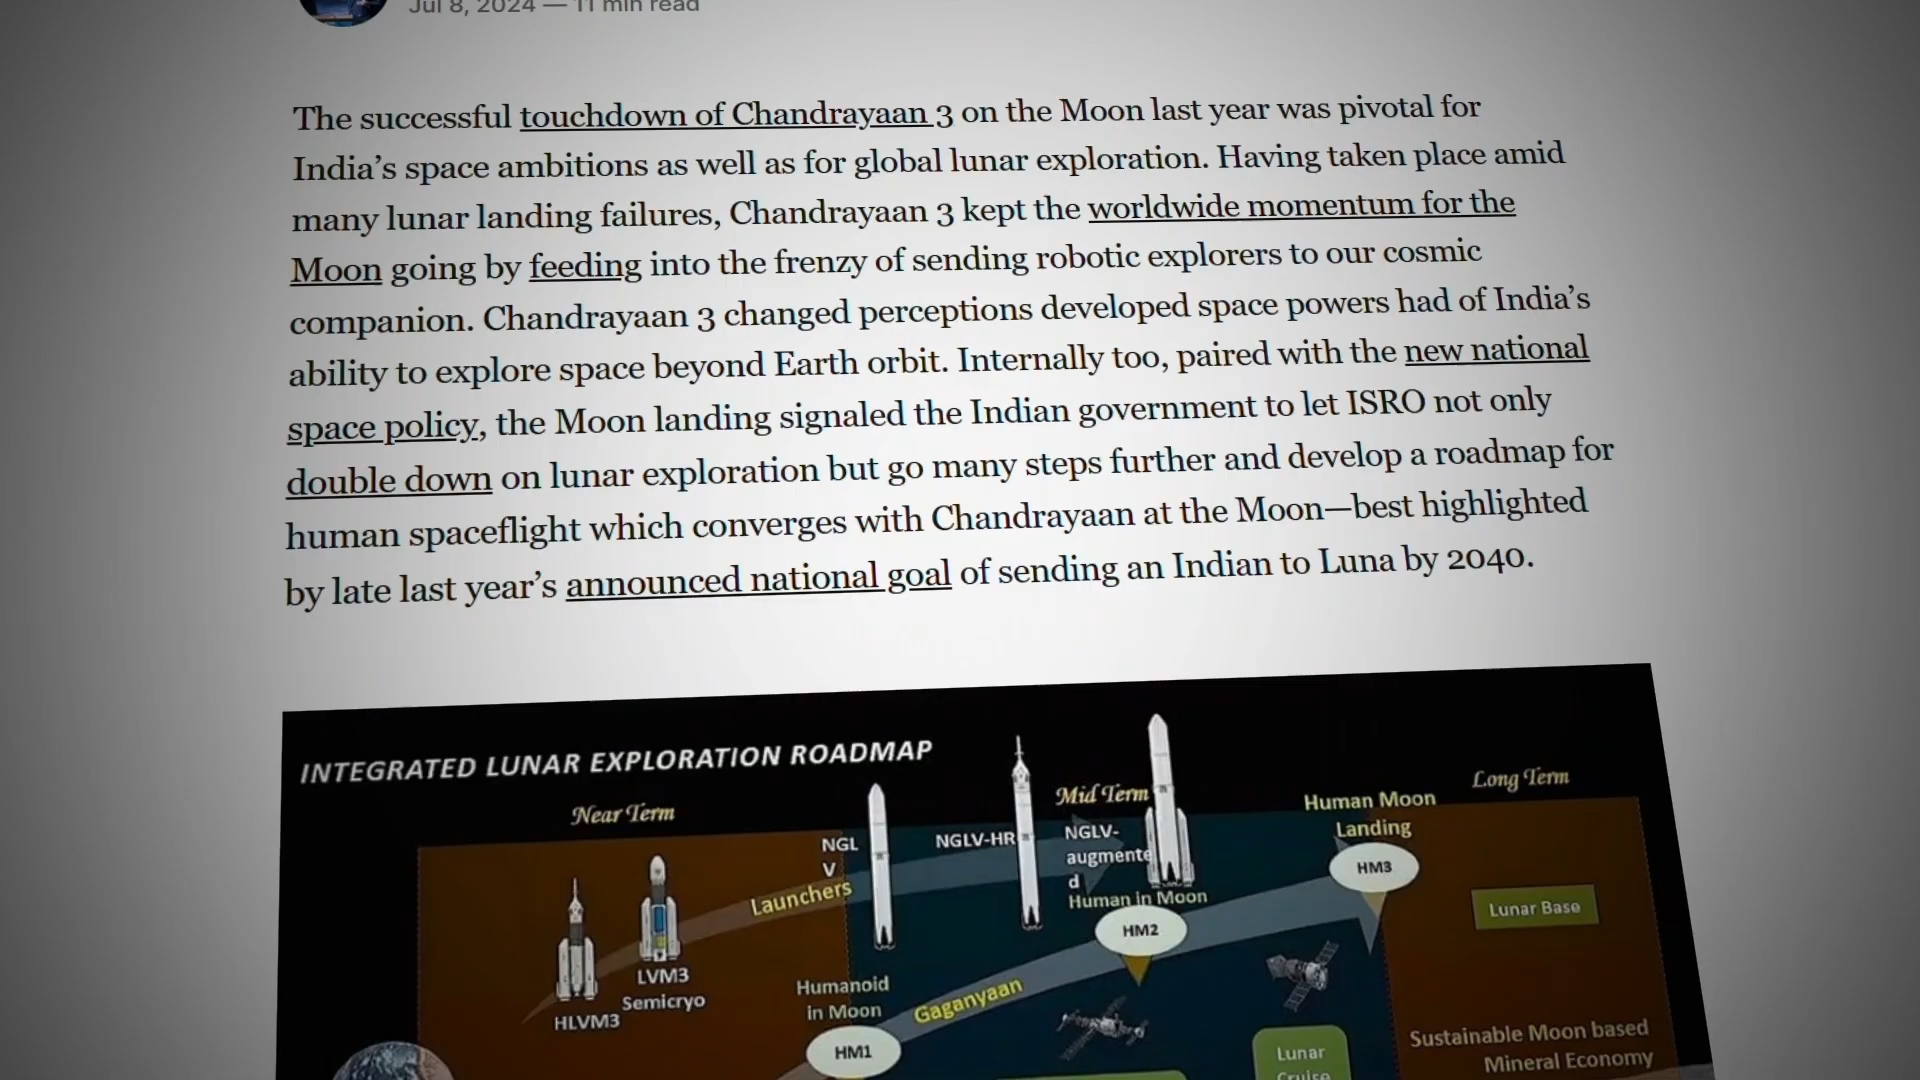 Jul 8, 2024 — 11 min read
The successful touchdown of Chandrayaan 3 on the Moon last year was pivotal for
India’s space ambitions as well as for global lunar exploration. Having taken place amid
many lunar landing failures, Chandrayaan 3 kept the worldwide momentum for the
Moon going by feeding into the frenzy of sending robotic explorers to our cosmic
companion. Chandrayaan 3 changed perceptions developed space powers had of India’s
ability to explore space beyond Earth orbit. Internally too, paired with the new national
space policy, the Moon landing signaled the Indian government to let ISRO not only
double down on lunar exploration but go many steps further and develop a roadmap for
human spaceflight which converges with Chandrayaan at the Moon—best highlighted
by late last year’s announced national goal of sending an Indian to Luna by 2040.
INTEGRATED LUNAR EXPLORATION ROADMAP
Near Term
Mid Term
Long Term
NGL
V
NGLV-HR
NGLV-
augmente
d
Human Moon
Landing
HM3
Launchers
Human in Moon
HM2
Lunar Base
LVM3
Semicryo
HLVM3
Humanoid
in Moon
HM1
Gaganyaan
Lunar
Cruise
Sustainable Moon based
Mineral Economy